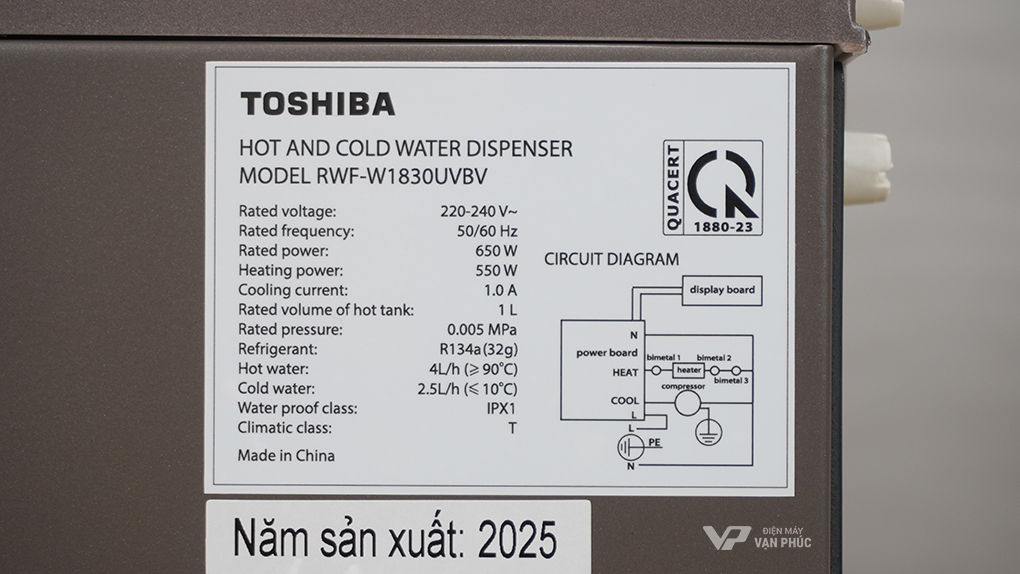 TOSHIBA
HOT AND COLD WATER DISPENSER
MODEL RWF-W1830UVBV
Rated voltage: 220-240 V~
Rated frequency: 50/60 Hz
Rated power: 650 W
Heating power: 550 W
Cooling current: 1.0 A
Rated volume of hot tank: 1 L
Rated pressure: 0.005 MPa
Refrigerant: R134a (32g)
Hot water: 4L/h (≥ 90°C)
Cold water: 2.5L/h (≤ 10°C)
Water proof class: IPX1
Climatic class: T
Made in China
QUACERT
1880-23
CIRCUIT DIAGRAM
display board
N
power board
bimetal 1 bimetal 2
HEAT heater
bimetal 3
compressor
COOL
L
L
PE
N
Năm sản xuất: 2025
VP ĐIỆN MÁY
VẠN PHÚC